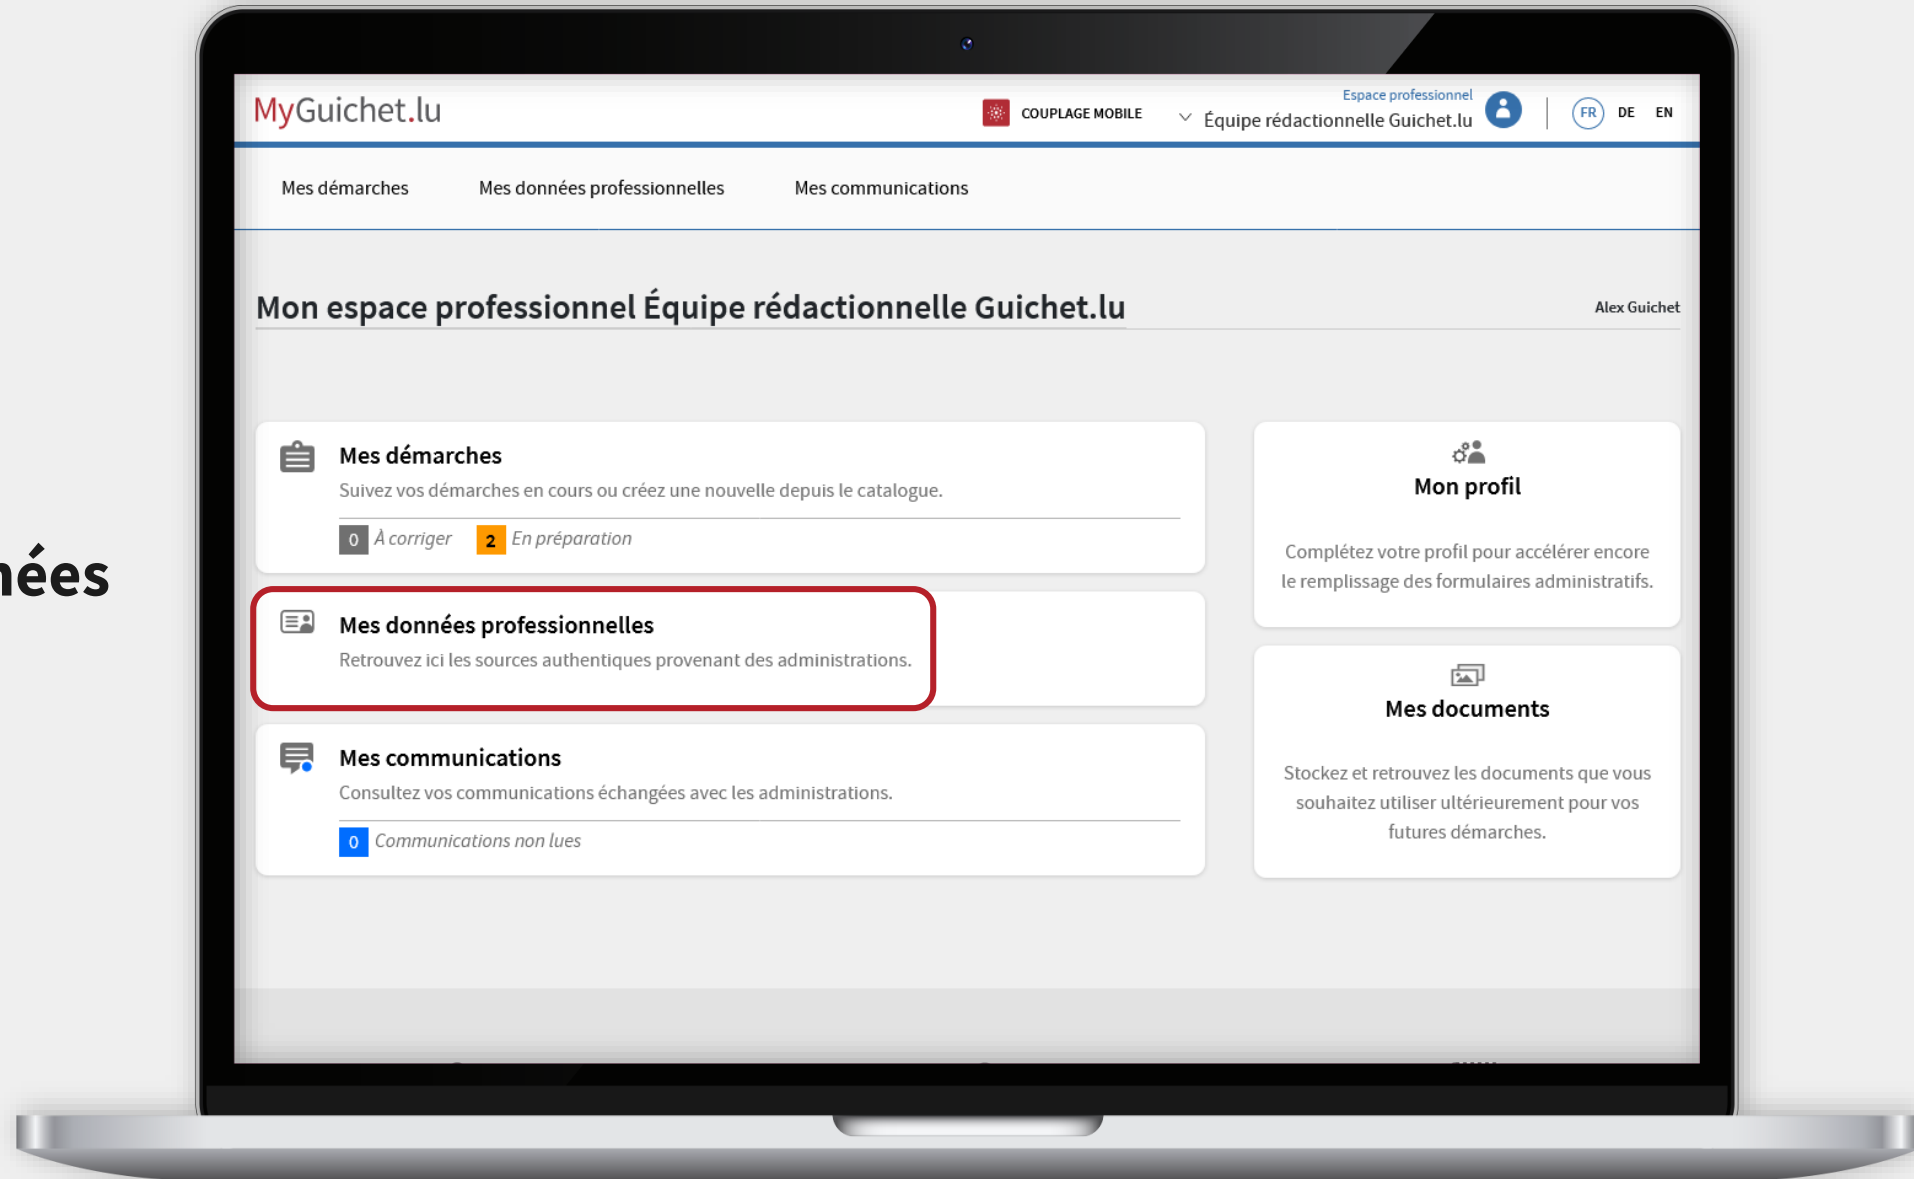 MyGuichet.lu
COUPLAGE MOBILE
Espace professionnel
Équipe rédactionnelle Guichet.lu
FR DE EN
Mes démarches Mes données professionnelles Mes communications
Mon espace professionnel Équipe rédactionnelle Guichet.lu
Alex Guichet
Mes démarches
Suivez vos démarches en cours ou créez une nouvelle depuis le catalogue.
0 À corriger 2 En préparation
Mes données professionnelles
Retrouvez ici les sources authentiques provenant des administrations.
Mes communications
Consultez vos communications échangées avec les administrations.
0 Communications non lues
Mon profil
Complétez votre profil pour accélérer encore
le remplissage des formulaires administratifs.
Mes documents
Stockez et retrouvez les documents que vous
souhaitez utiliser ultérieurement pour vos
futures démarches.